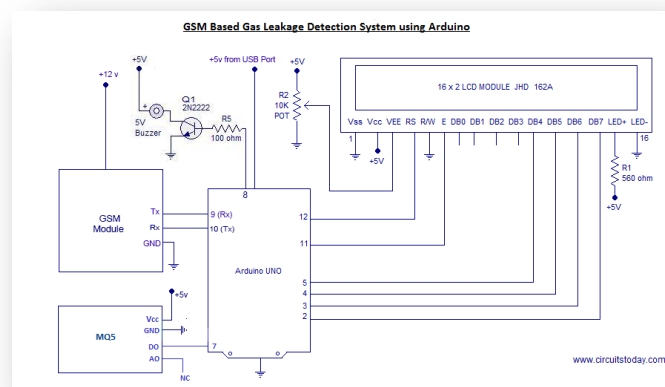 GSM Based Gas Leakage Detection System using Arduino
+5V
+5v from USB Port
+5V
+12 v
Q1
2N2222
+
5V
Buzzer
R5
100 ohm
R2
10K
POT
16 x 2 LCD MODULE JHD 162A
Vss Vcc VEE RS R/W E DB0 DB1 DB2 DB3 DB4 DB5 DB6 DB7 LED+ LED-
1
+5V
16
R1
560 ohm
+5V
8
GSM
Module
Tx
Rx
GND
9 (Rx)
10 (Tx)
12
11
Arduino UNO
5
4
3
2
+5v
MQ5
Vcc
GND
DO
AO
7
NC
www.circuitstoday.com